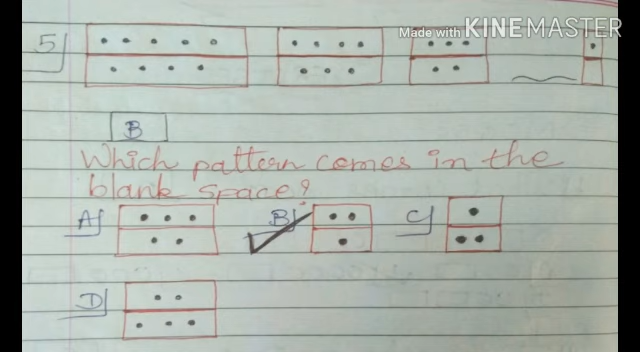 Made with KINEMASTER
5)
B
Which pattern comes in the
blank space?
A) B) C)
D)